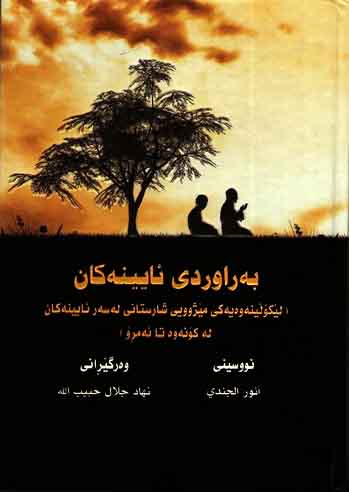 بەراوردی ئایینەکان
( لێکۆڵینەوەیەکی مێژوویی شارستانی لەسەر ئایینەکان
لە کۆنەوە تا ئەمڕۆ )
نووسینی
وەرگێڕانی
انور الجندي
نهاد جلال حبيب الله